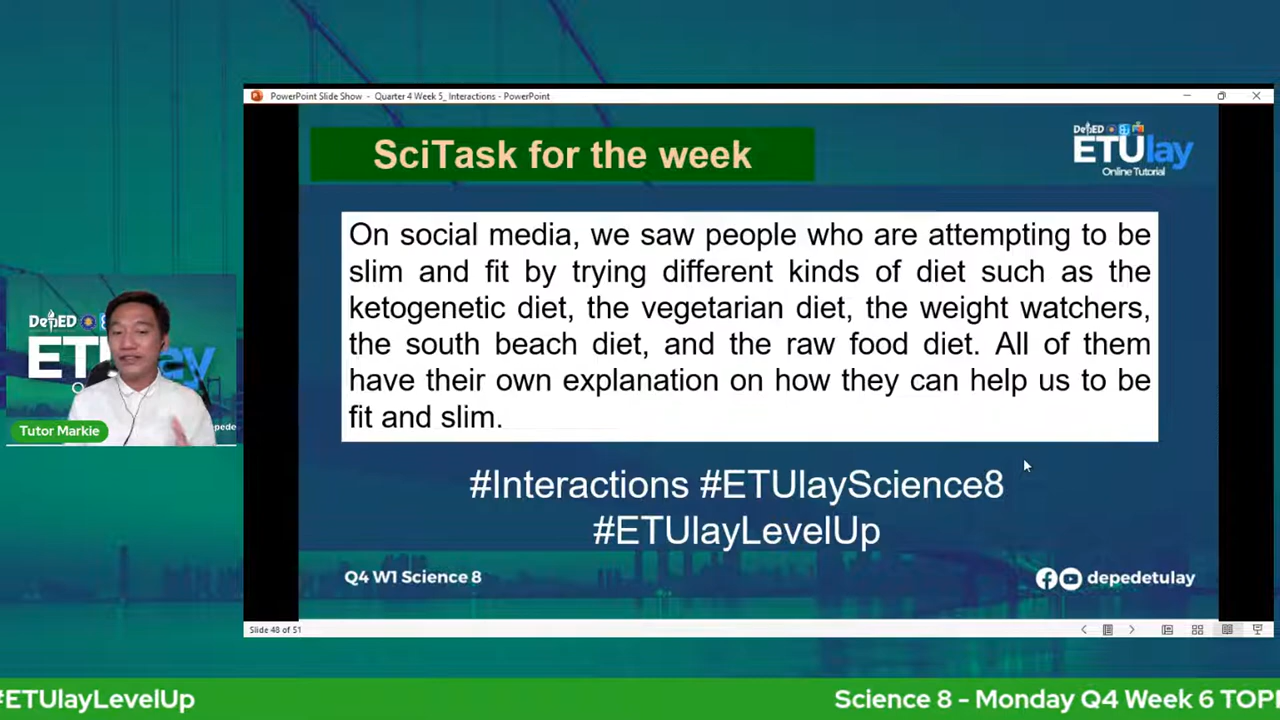 PowerPoint Slide Show - Quarter 4 Week 5_ Interactions - PowerPoint
SciTask for the week
DepED
ETUlay
Online Tutorial
On social media, we saw people who are attempting to be
slim and fit by trying different kinds of diet such as the
ketogenetic diet, the vegetarian diet, the weight watchers,
the south beach diet, and the raw food diet. All of them
have their own explanation on how they can help us to be
fit and slim.
#Interactions #ETUlayScience8
#ETUlayLevelUp
Q4 W1 Science 8
depedetulay
Slide 48 of 51
DepED
Tutor Markie
#ETUlayLevelUp
Science 8 - Monday Q4 Week 6 TOPI